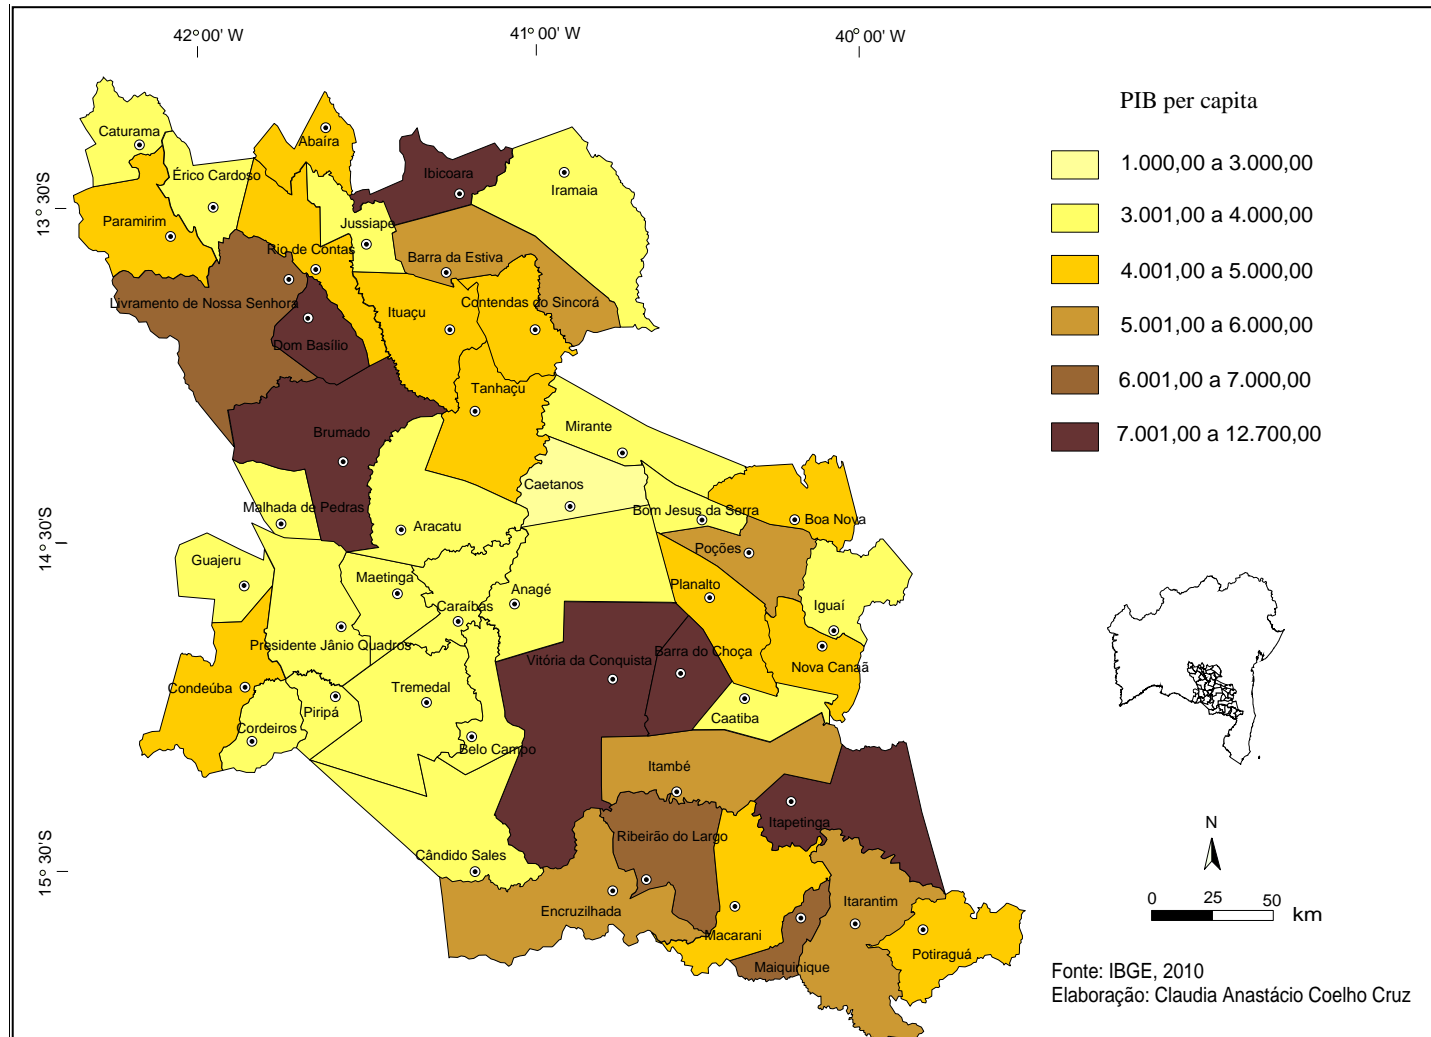 42° 00' W
41° 00' W
40° 00' W
13° 30'S
14° 30'S
15° 30'S
PIB per capita
1.000,00 a 3.000,00
3.001,00 a 4.000,00
4.001,00 a 5.000,00
5.001,00 a 6.000,00
6.001,00 a 7.000,00
7.001,00 a 12.700,00
Caturama
Abaíra
Érico Cardoso
Ibicoara
Iramaia
Paramirim
Jussiape
Rio de Contas
Barra da Estiva
Livramento de Nossa Senhora
Ituaçu
Contendas do Sincorá
Dom Basílio
Tanhaçu
Brumado
Mirante
Caetanos
Malhada de Pedras
Aracatu
Bom Jesus da Serra
Boa Nova
Poções
Guajeru
Maetinga
Anagé
Planalto
Caraíbas
Iguaí
Presidente Jânio Quadros
Vitória da Conquista
Barra do Choça
Nova Canaã
Condeúba
Tremedal
Piripá
Caatiba
Cordeiros
Belo Campo
Itambé
Itapetinga
Ribeirão do Largo
Cândido Sales
Encruzilhada
Itarantim
Macarani
Potiraguá
Maiquinique
N
0 25 50
km
Fonte: IBGE, 2010
Elaboração: Claudia Anastácio Coelho Cruz